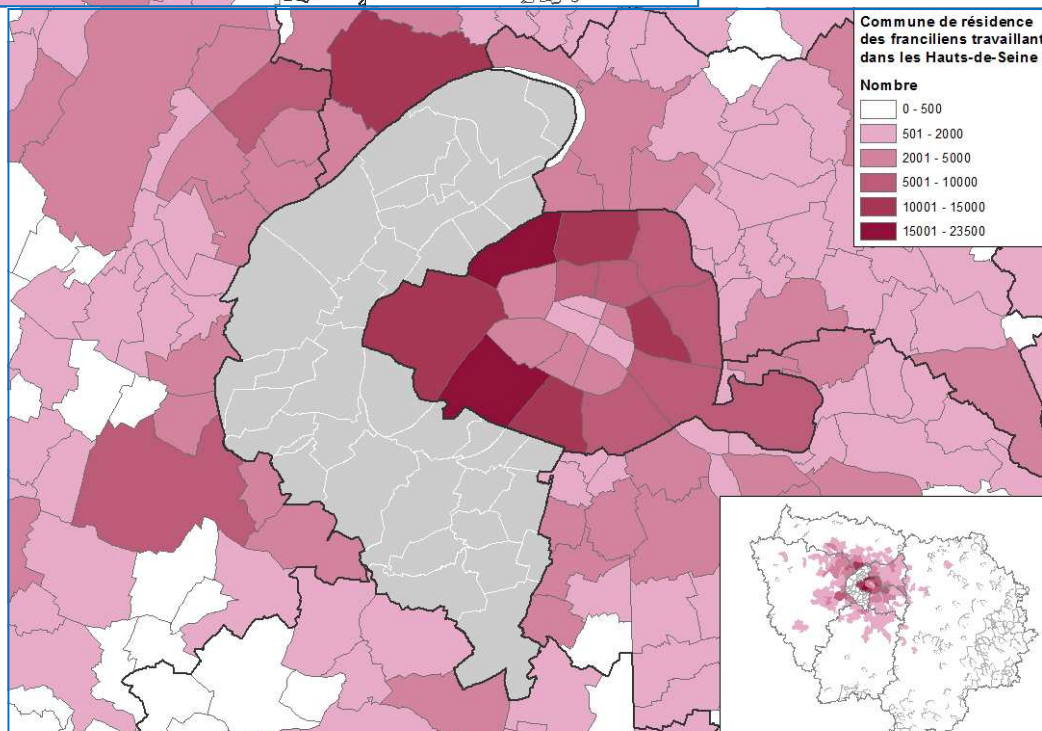 Commune de résidence
des franciliens travaillant
dans les Hauts-de-Seine
Nombre
0 - 500
501 - 2000
2001 - 5000
5001 - 10000
10001 - 15000
15001 - 23500